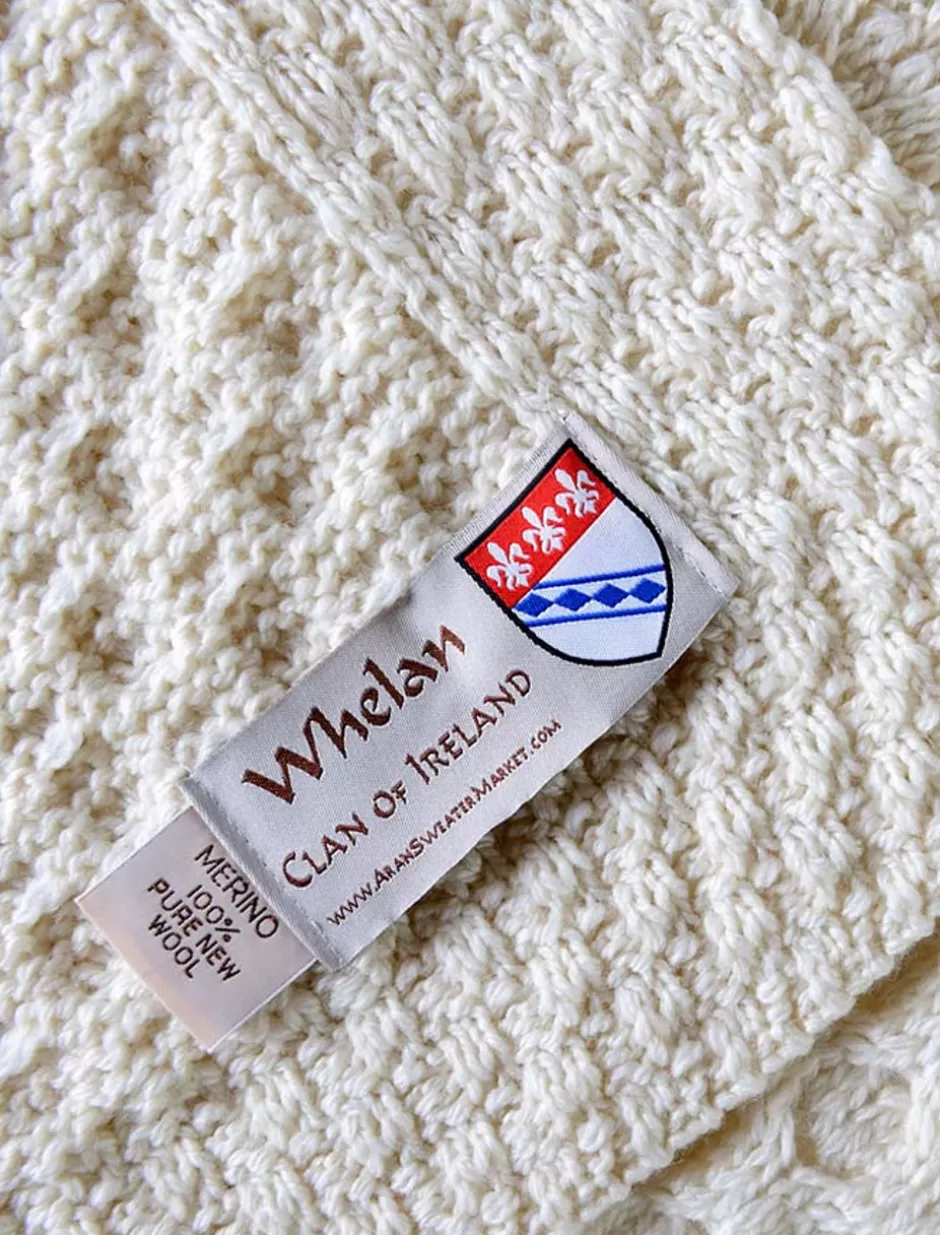 Whelan
Clan Of Ireland
www.AranSweaterMarket.com
MERINO
100%
PURE NEW
WOOL